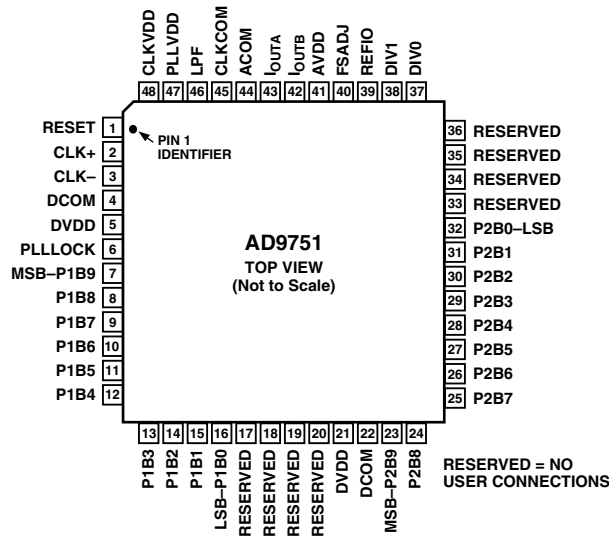 CLKVDD
PLLVDD
LPF
CLKCOM
ACOM
IOUTA
IOUTB
AVDD
FSADJ
REFIO
DIV1
DIV0
48 47 46 45 44 43 42 41 40 39 38 37
RESET 1
CLK+ 2
CLK– 3
DCOM 4
DVDD 5
PLLLOCK 6
MSB–P1B9 7
P1B8 8
P1B7 9
P1B6 10
P1B5 11
P1B4 12
PIN 1
IDENTIFIER
AD9751
TOP VIEW
(Not to Scale)
36 RESERVED
35 RESERVED
34 RESERVED
33 RESERVED
32 P2B0–LSB
31 P2B1
30 P2B2
29 P2B3
28 P2B4
27 P2B5
26 P2B6
25 P2B7
13 14 15 16 17 18 19 20 21 22 23 24
P1B3
P1B2
P1B1
LSB–P1B0
RESERVED
RESERVED
RESERVED
RESERVED
DVDD
DCOM
MSB–P2B9
P2B8
RESERVED = NO
USER CONNECTIONS